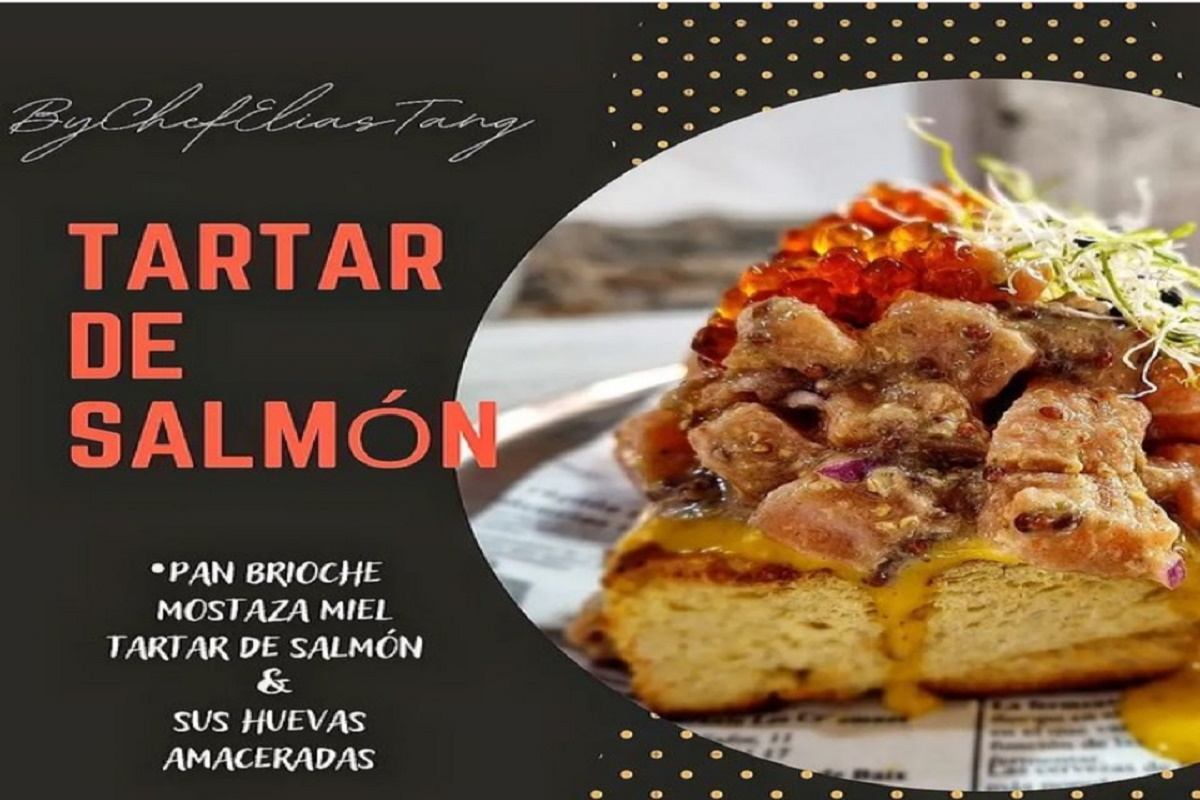 ByChefEliasTang
TARTAR
DE
SALMÓN
•PAN BRIOCHE
MOSTAZA MIEL
TARTAR DE SALMÓN
&
SUS HUEVAS
AMACERADAS